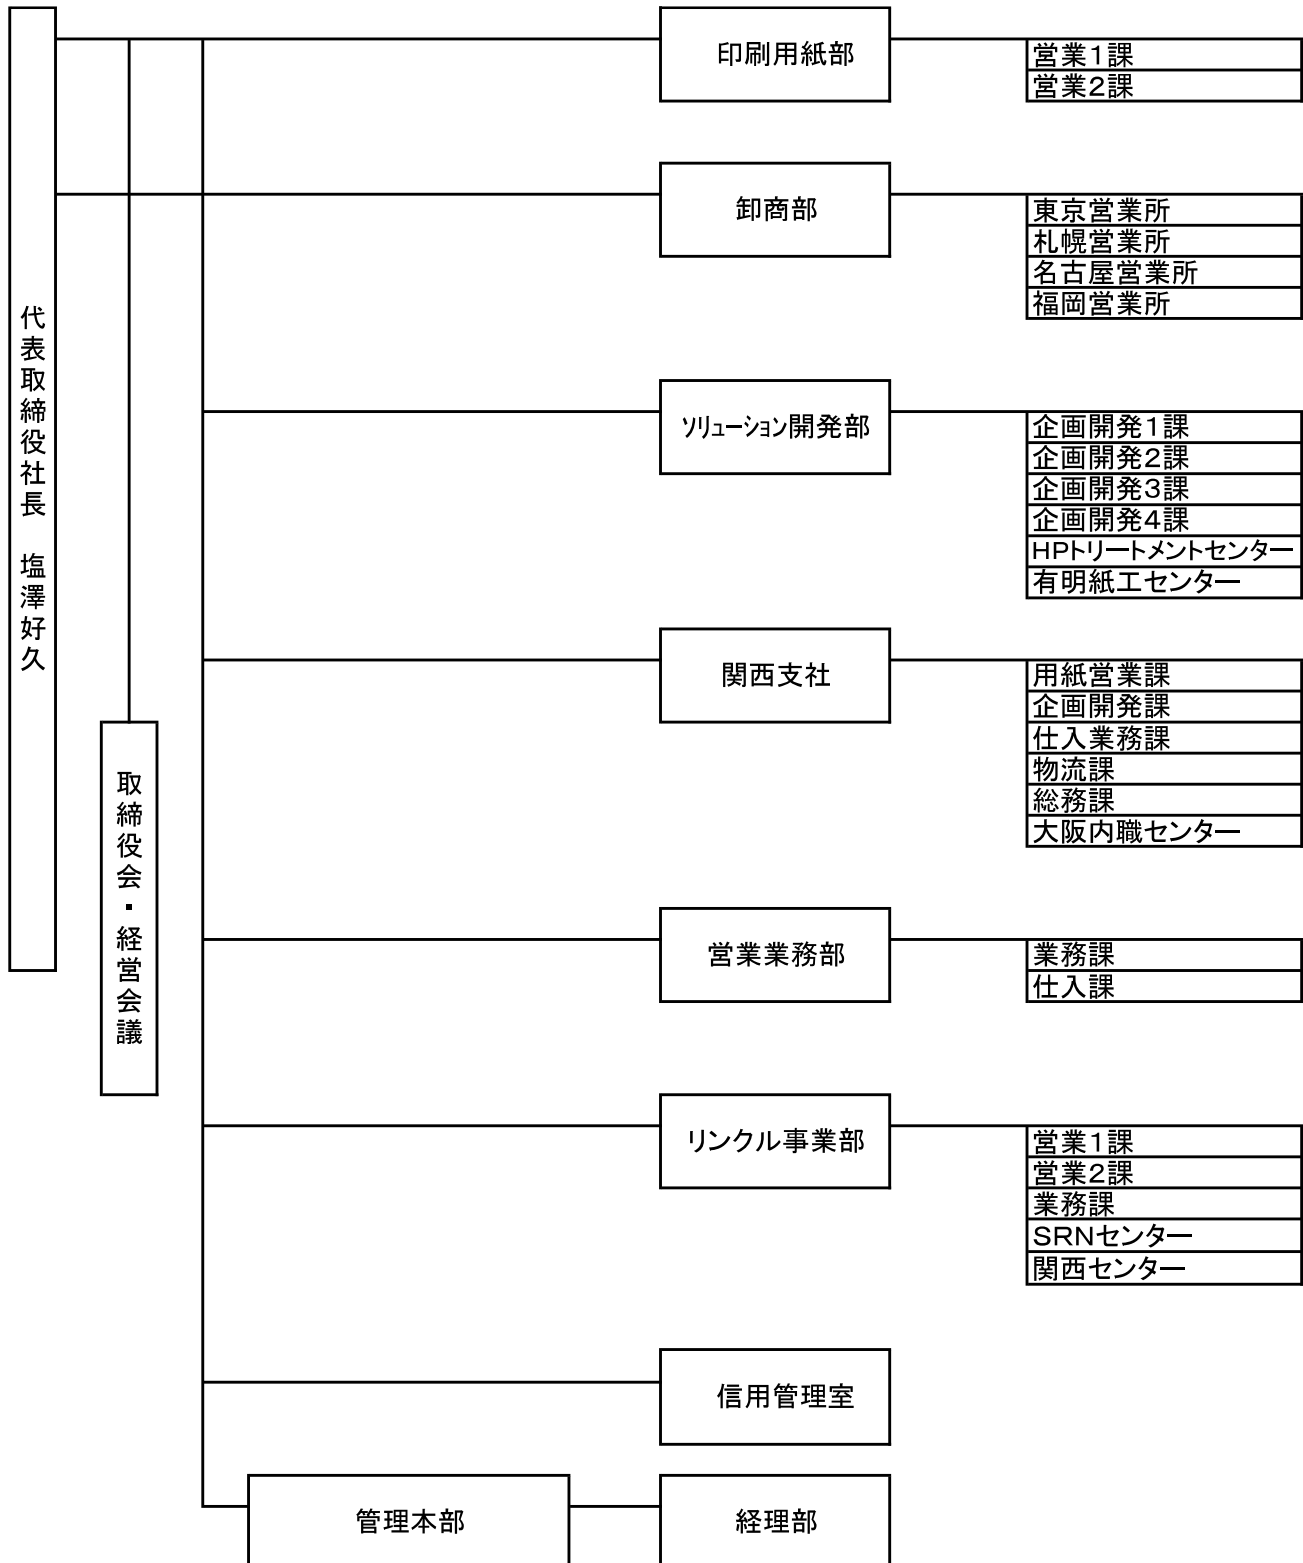 代表取締役社長　塩澤好久
取締役会・経営会議
印刷用紙部
営業1課
営業2課
卸商部
東京営業所
札幌営業所
名古屋営業所
福岡営業所
ソリューション開発部
企画開発1課
企画開発2課
企画開発3課
企画開発4課
HPトリートメントセンター
有明紙工センター
関西支社
用紙営業課
企画開発課
仕入業務課
物流課
総務課
大阪内職センター
営業業務部
業務課
仕入課
リンクル事業部
営業1課
営業2課
業務課
SRNセンター
関西センター
信用管理室
管理本部
経理部